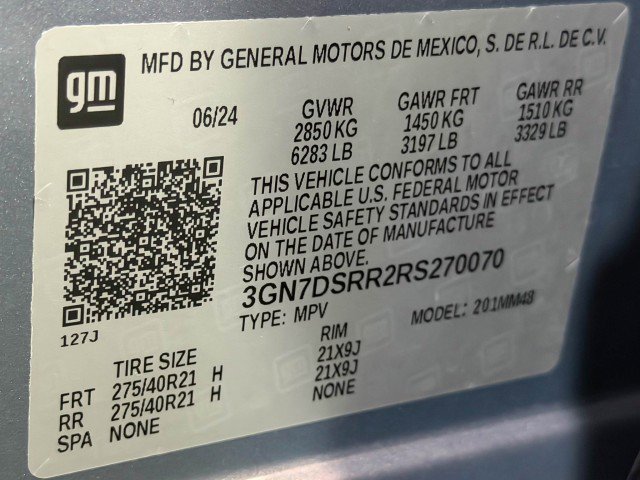 gm
MFD BY GENERAL MOTORS DE MEXICO, S. DE R.L. DE C.V.
06/24 GVWR GAWR FRT GAWR RR
2850 KG 1450 KG 1510 KG
6283 LB 3197 LB 3329 LB
THIS VEHICLE CONFORMS TO ALL
APPLICABLE U.S. FEDERAL MOTOR
VEHICLE SAFETY STANDARDS IN EFFECT
ON THE DATE OF MANUFACTURE
SHOWN ABOVE.
3GN7DSRR2RS270070
TYPE: MPV MODEL: 201MM48
127J
TIRE SIZE RIM
FRT 275/40R21 H 21X9J
RR 275/40R21 H 21X9J
SPA NONE NONE